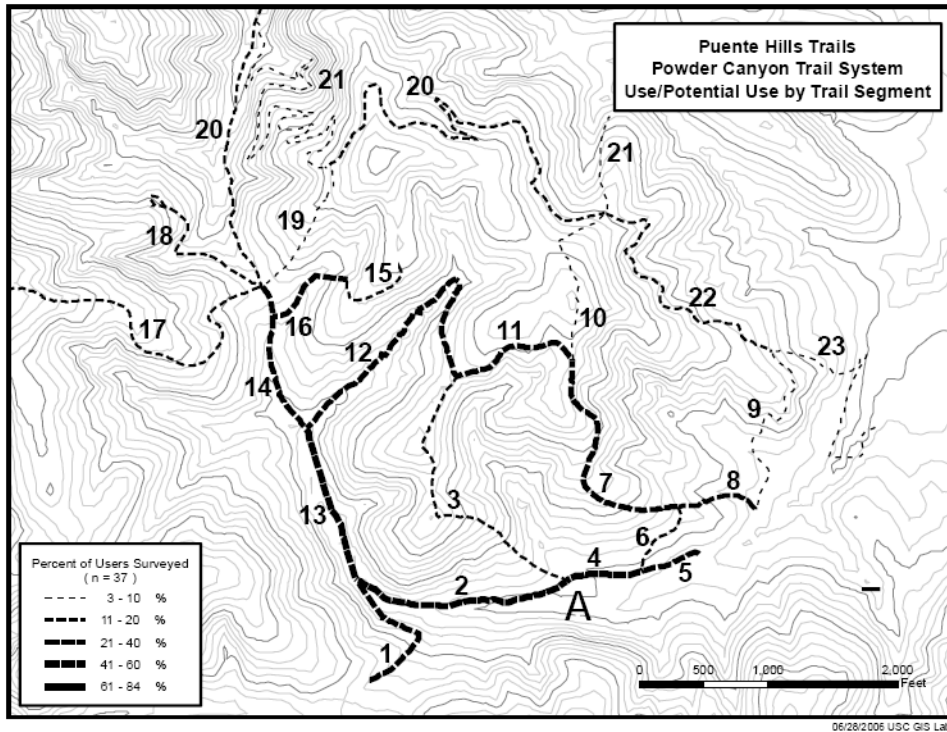 Puente Hills Trails
Powder Canyon Trail System
Use/Potential Use by Trail Segment
21
20
20
21
19
18
15
16
17
12
11
10
22
23
14
9
7
8
3
13
6
4
5
2
A
1
Percent of Users Surveyed
( n = 37 )
3 - 10 %
11 - 20 %
21 - 40 %
41 - 60 %
61 - 84 %
0 500 1,000 2,000
Feet
06/28/2006 USC GIS Lab